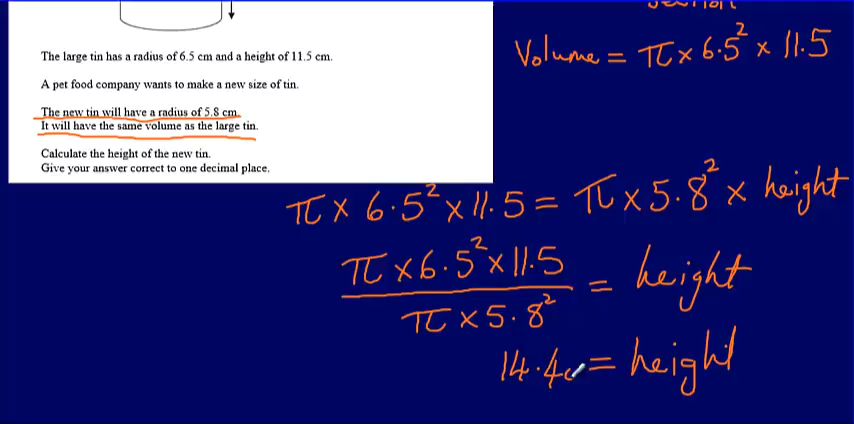 The large tin has a radius of 6.5 cm and a height of 11.5 cm.
A pet food company wants to make a new size of tin.
The new tin will have a radius of 5.8 cm.
It will have the same volume as the large tin.
Calculate the height of the new tin.
Give your answer correct to one decimal place.
Volume = π × 6.5² × 11.5
π × 6.5² × 11.5 = π × 5.8² × height
π × 6.5² × 11.5
= height
π × 5.8²
14.4 = height